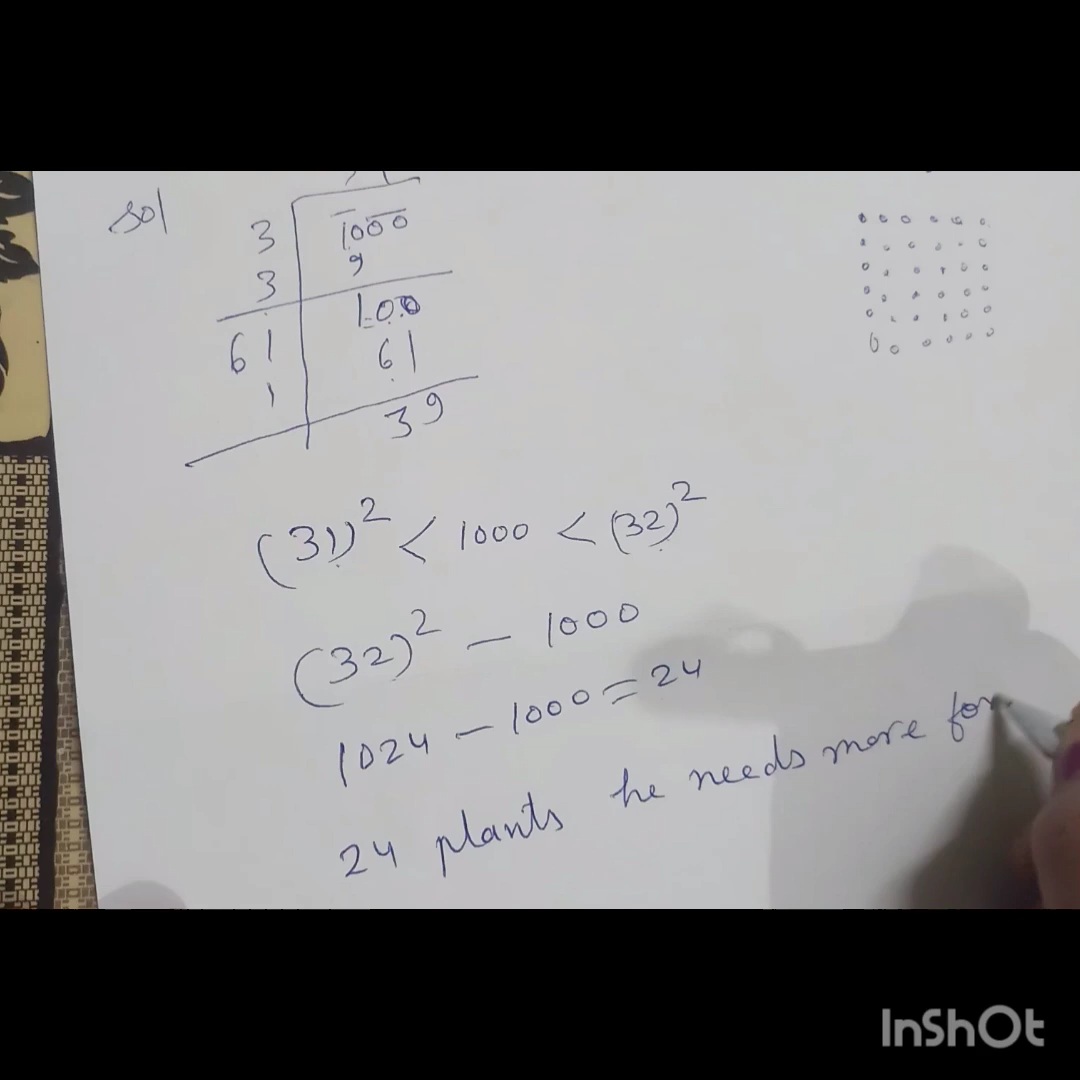 sol
3 1000
3 9
100
61 61
1
39
(31)² < 1000 < (32)²
(32)² - 1000
1024 - 1000 = 24
24 plants he needs more for
InShOt